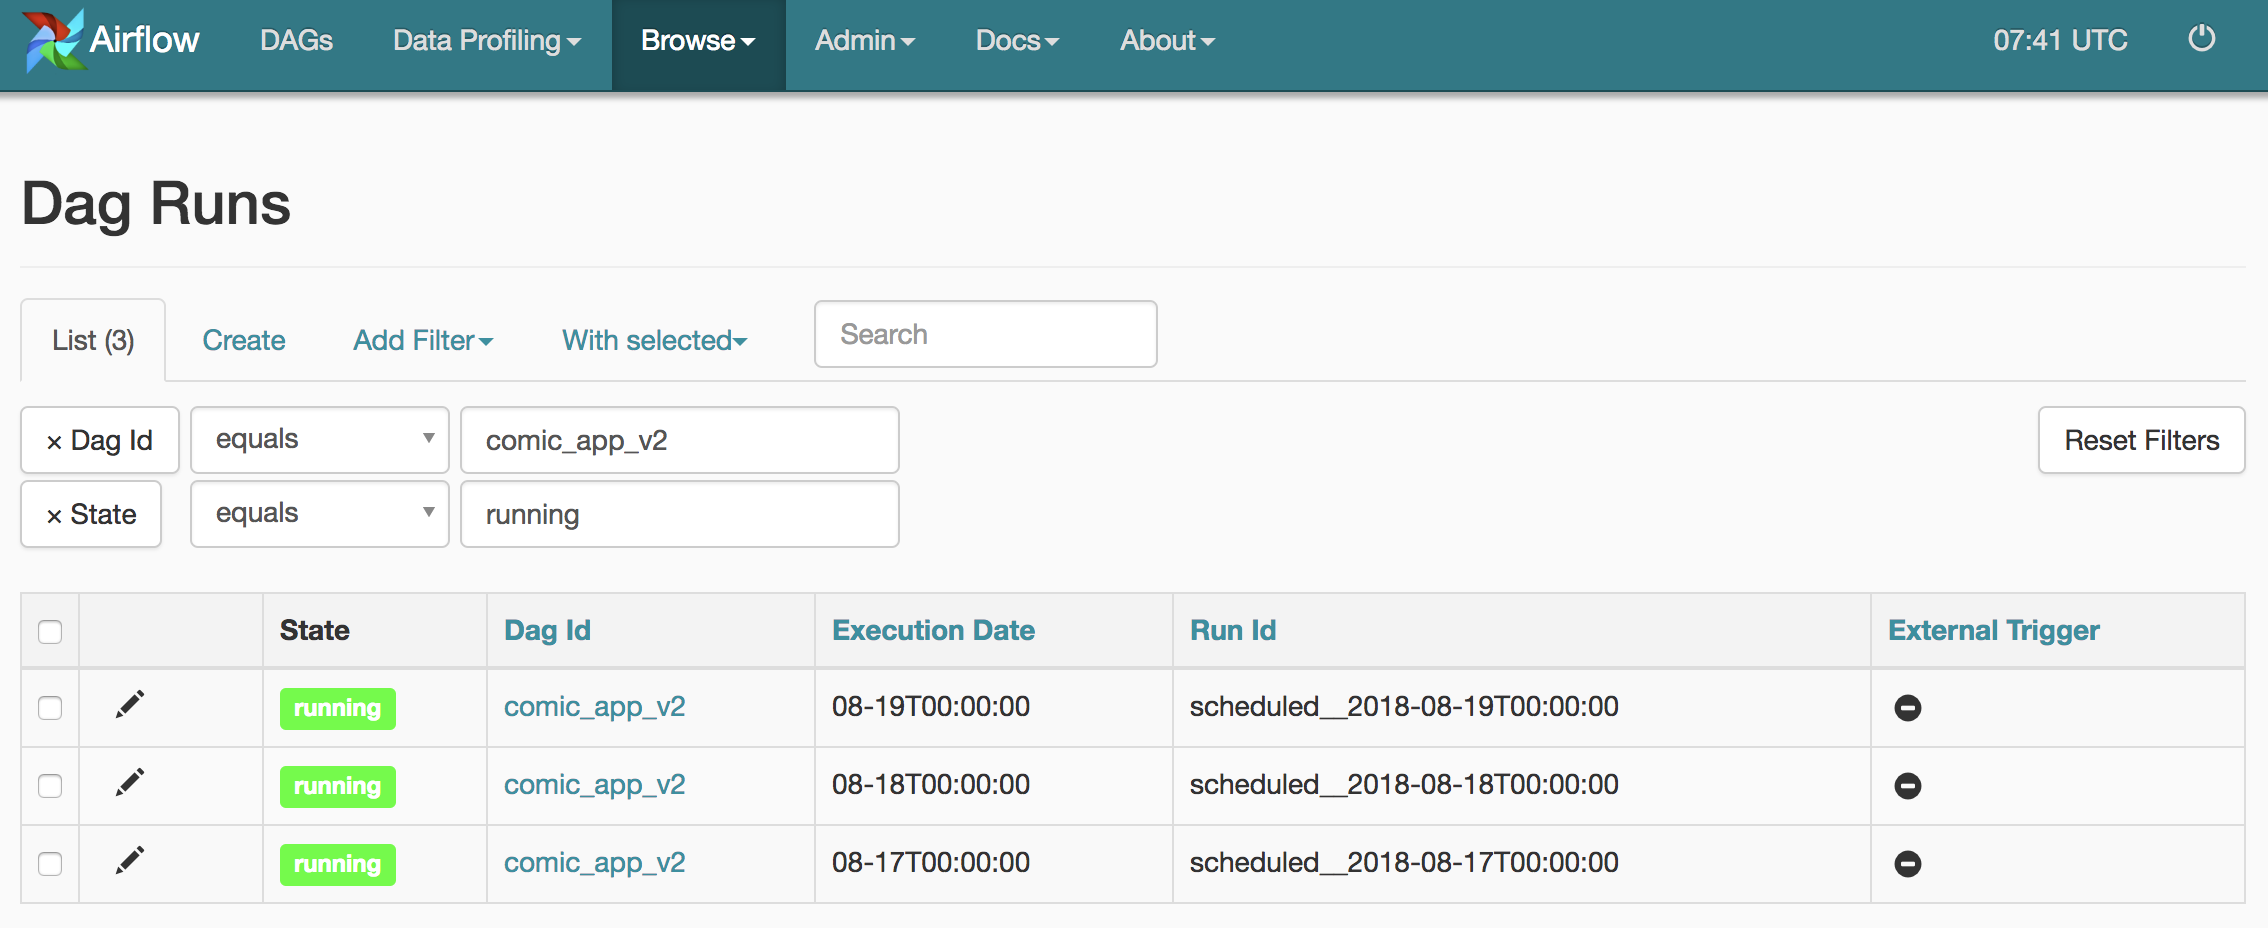 Airflow DAGs Data Profiling Browse Admin Docs About 07:41 UTC
Dag Runs
List (3) Create Add Filter With selected Search
× Dag Id equals comic_app_v2 Reset Filters
× State equals running
State Dag Id Execution Date Run Id External Trigger
running comic_app_v2 08-19T00:00:00 scheduled__2018-08-19T00:00:00
running comic_app_v2 08-18T00:00:00 scheduled__2018-08-18T00:00:00
running comic_app_v2 08-17T00:00:00 scheduled__2018-08-17T00:00:00